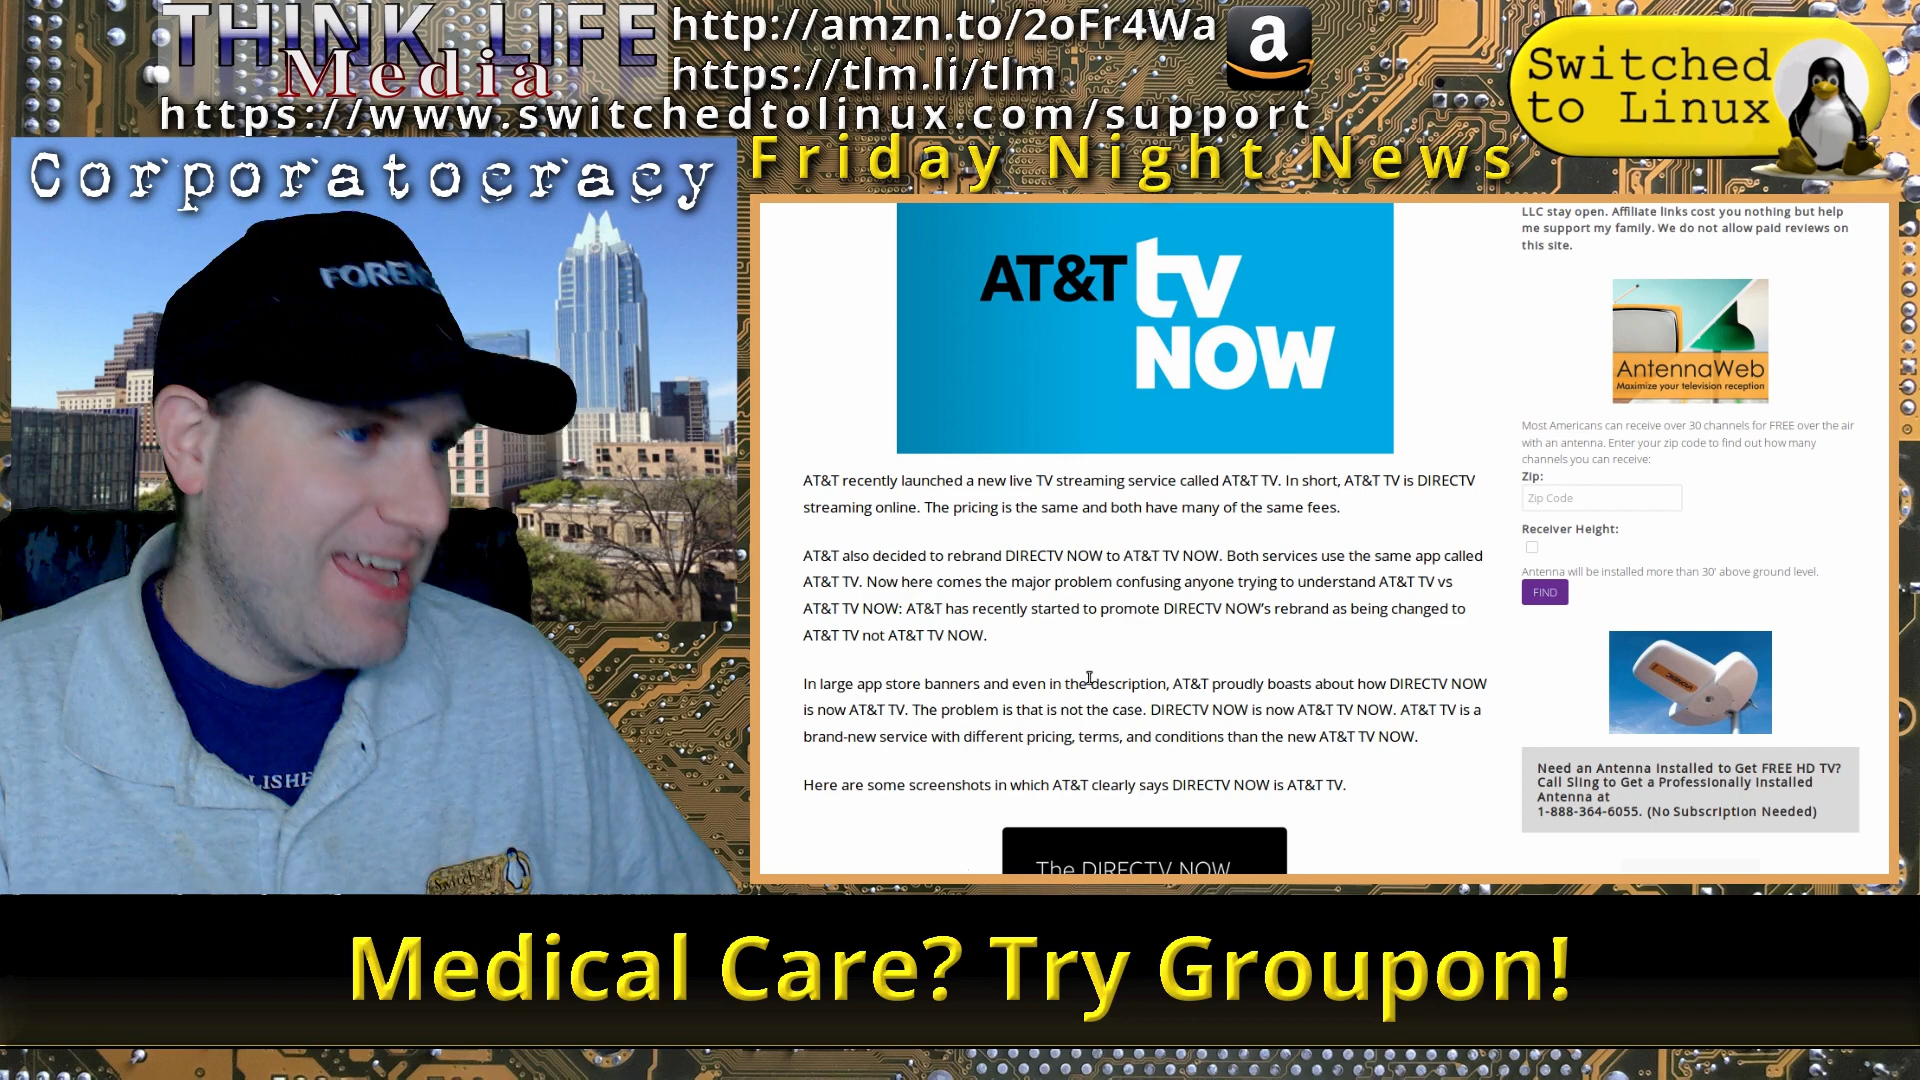 THINK LIFE
Media
http://amzn.to/2oFr4Wa
https://tlm.li/tlm
https://www.switchedtolinux.com/support
a
Switched
to Linux
Corporatocracy
Friday Night News
LLC stay open. Affiliate links cost you nothing but help
me support my family. We do not allow paid reviews on
this site.
AT&T tv
NOW
AntennaWeb
Maximize your television reception
Most Americans can receive over 30 channels for FREE over the air
with an antenna. Enter your zip code to find out how many
channels you can receive:
Zip:
Zip Code
Receiver Height:
Antenna will be installed more than 30' above ground level.
FIND
AT&T recently launched a new live TV streaming service called AT&T TV. In short, AT&T TV is DIRECTV
streaming online. The pricing is the same and both have many of the same fees.
AT&T also decided to rebrand DIRECTV NOW to AT&T TV NOW. Both services use the same app called
AT&T TV. Now here comes the major problem confusing anyone trying to understand AT&T TV vs
AT&T TV NOW: AT&T has recently started to promote DIRECTV NOW's rebrand as being changed to
AT&T TV not AT&T TV NOW.
In large app store banners and even in the description, AT&T proudly boasts about how DIRECTV NOW
is now AT&T TV. The problem is that is not the case. DIRECTV NOW is now AT&T TV NOW. AT&T TV is a
brand-new service with different pricing, terms, and conditions than the new AT&T TV NOW.
Here are some screenshots in which AT&T clearly says DIRECTV NOW is AT&T TV.
The DIRECTV NOW
Need an Antenna Installed to Get FREE HD TV?
Call Sling to Get a Professionally Installed
Antenna at
1-888-364-6055. (No Subscription Needed)
Switched
Medical Care? Try Groupon!